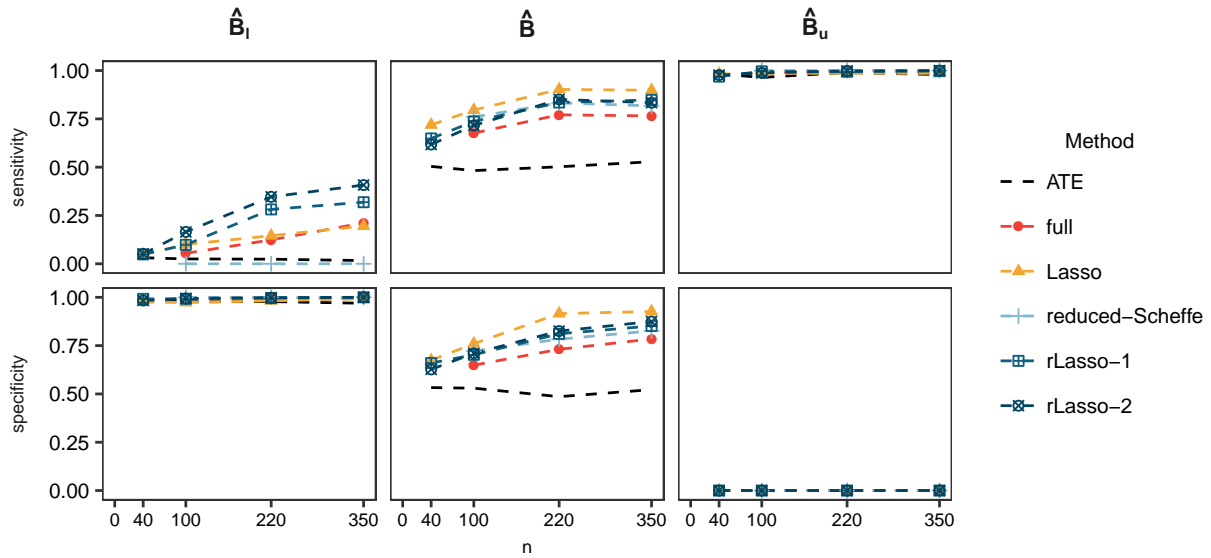 B̂l B̂ B̂u
sensitivity
1.00
0.75
0.50
0.25
0.00
specificity
1.00
0.75
0.50
0.25
0.00
0 40 100 220 350
0 40 100 220 350
0 40 100 220 350
n
Method
ATE
full
Lasso
reduced−Scheffe
rLasso−1
rLasso−2